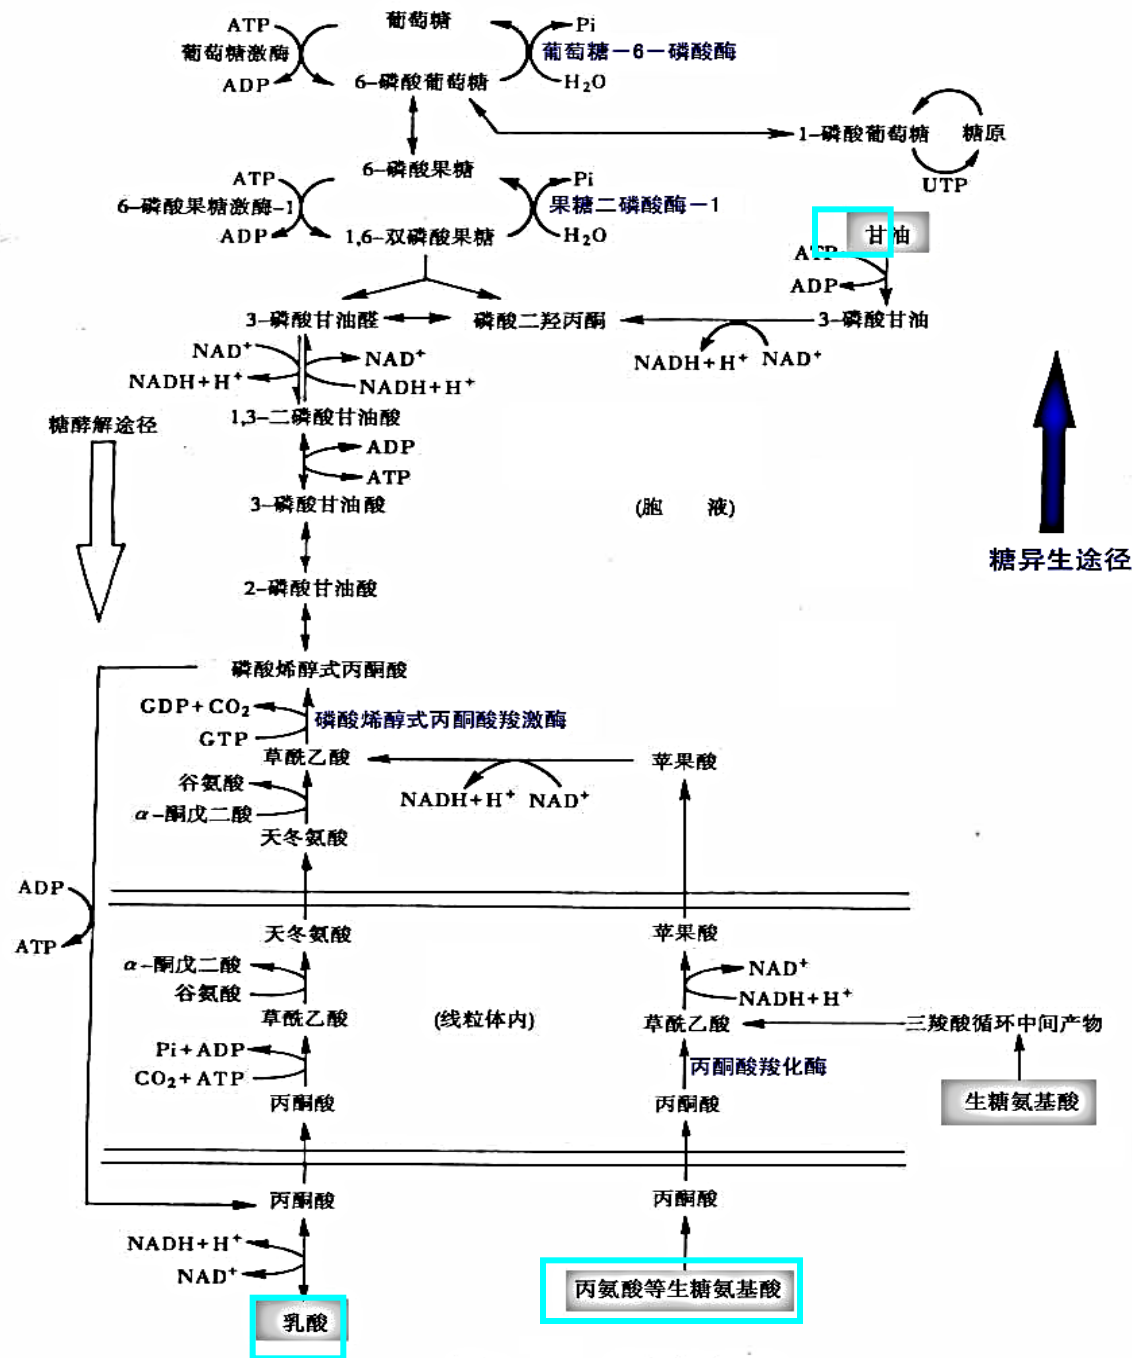 葡萄糖
ATP
Pi
葡萄糖激酶
葡萄糖－6－磷酸酶
ADP
6-磷酸葡萄糖
H₂O
1-磷酸葡萄糖
糖原
UTP
6-磷酸果糖
ATP
Pi
6-磷酸果糖激酶-1
果糖二磷酸酶－1
ADP
1,6-双磷酸果糖
H₂O
甘油
ATP
ADP
3-磷酸甘油醛
磷酸二羟丙酮
3-磷酸甘油
NAD⁺
NAD⁺
NADH+H⁺
NAD⁺
NADH+H⁺
NADH+H⁺
1,3-二磷酸甘油酸
糖酵解途径
ADP
ATP
3-磷酸甘油酸
(胞 液)
糖异生途径
2-磷酸甘油酸
磷酸烯醇式丙酮酸
GDP+CO₂
磷酸烯醇式丙酮酸羧激酶
GTP
草酰乙酸
苹果酸
谷氨酸
NADH+H⁺
NAD⁺
α-酮戊二酸
天冬氨酸
ADP
ATP
天冬氨酸
苹果酸
α-酮戊二酸
NAD⁺
谷氨酸
NADH+H⁺
草酰乙酸
(线粒体内)
草酰乙酸
三羧酸循环中间产物
Pi+ADP
丙酮酸羧化酶
CO₂+ATP
丙酮酸
丙酮酸
生糖氨基酸
丙酮酸
丙酮酸
NADH+H⁺
NAD⁺
丙氨酸等生糖氨基酸
乳酸